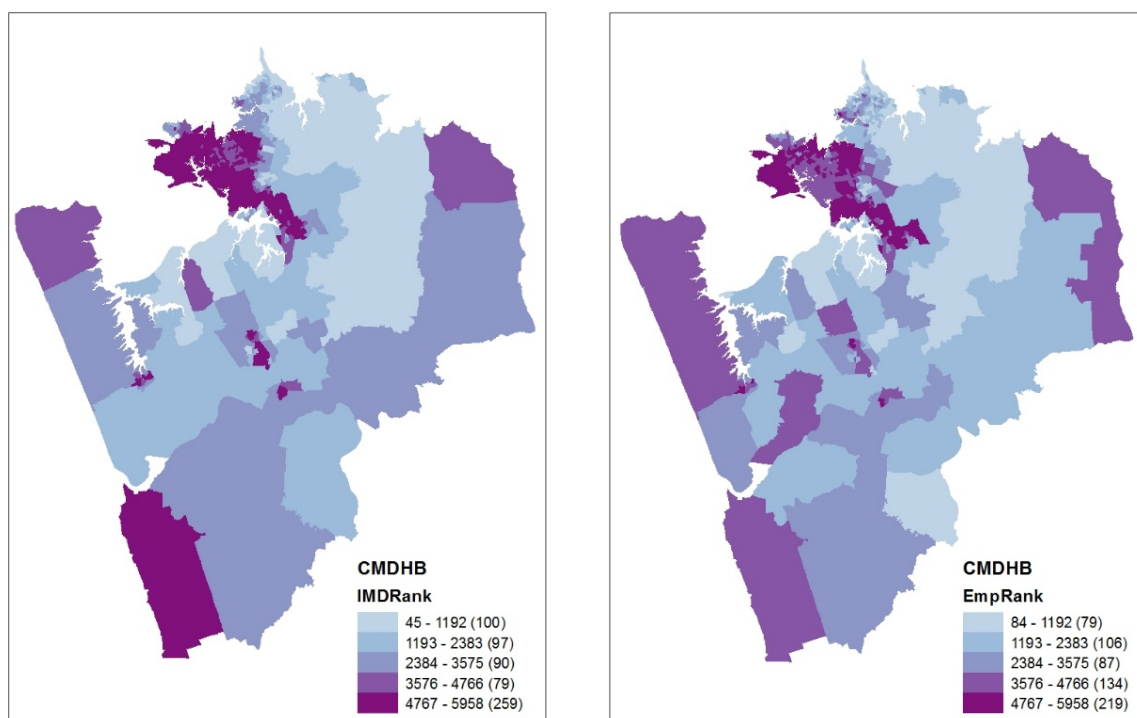 CMDHB
IMDRank
45 - 1192 (100)
1193 - 2383 (97)
2384 - 3575 (90)
3576 - 4766 (79)
4767 - 5958 (259)
CMDHB
EmpRank
84 - 1192 (79)
1193 - 2383 (106)
2384 - 3575 (87)
3576 - 4766 (134)
4767 - 5958 (219)